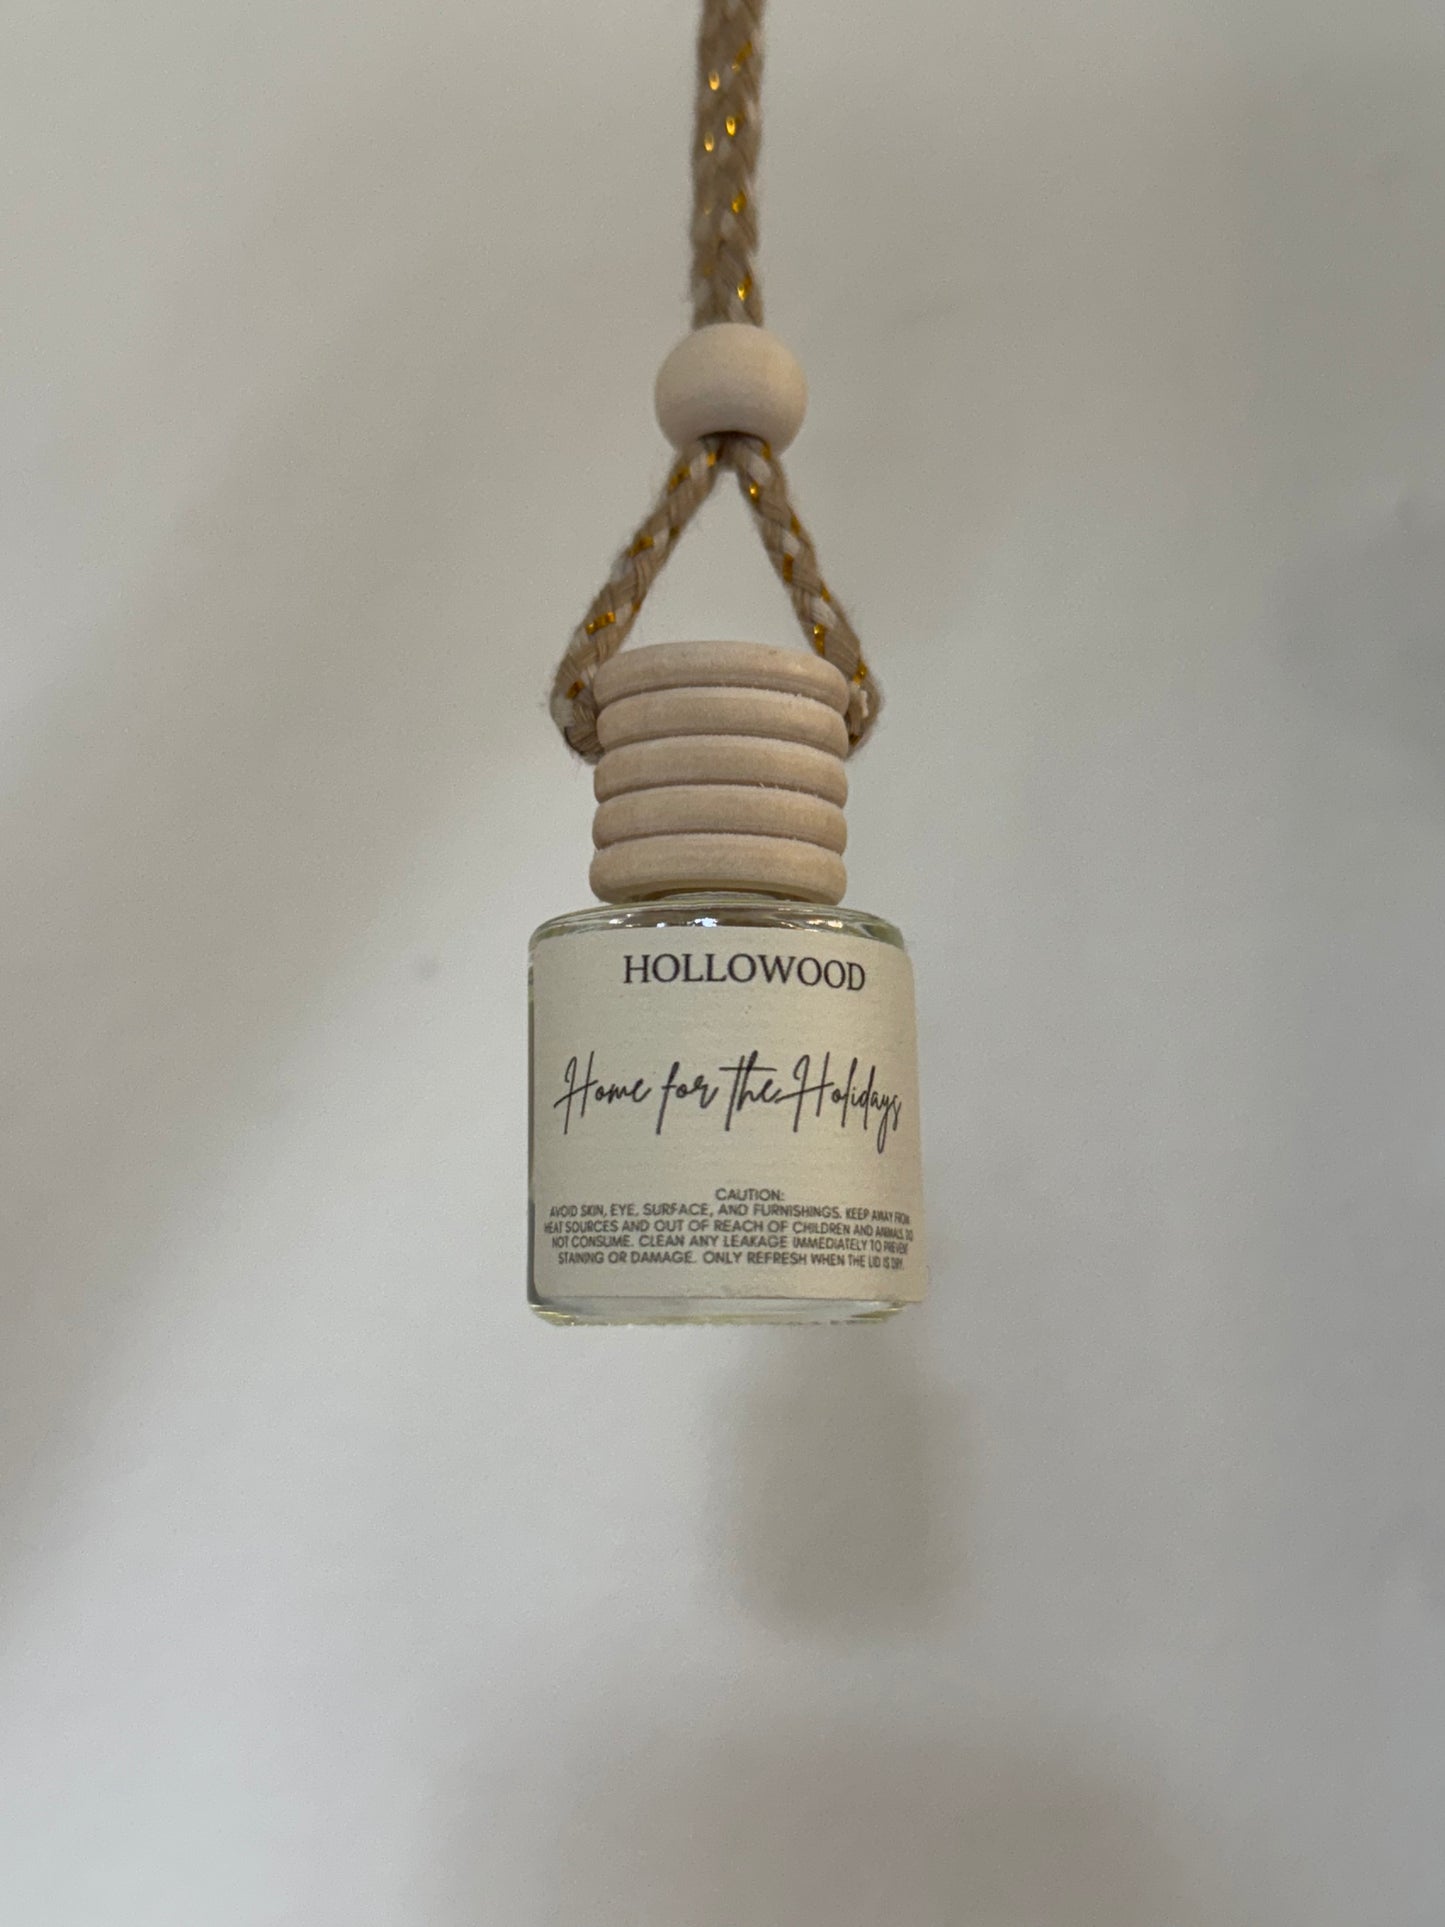 HOLLOWOOD
Home for the Holidays
CAUTION:
AVOID SKIN, EYE, SURFACE, AND FURNISHINGS. KEEP AWAY FROM
HEAT SOURCES AND OUT OF REACH OF CHILDREN AND ANIMALS. DO
NOT CONSUME. CLEAN ANY LEAKAGE IMMEDIATELY TO PREVENT
STAINING OR DAMAGE. ONLY REFRESH WHEN THE LID IS DRY.